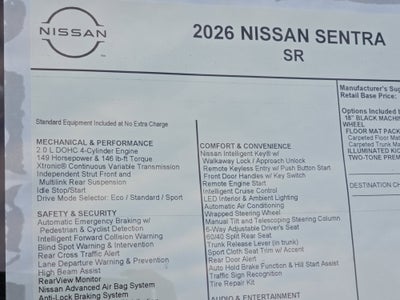 NISSAN
2026 NISSAN SENTRA
SR
Standard Equipment Included at No Extra Charge
MECHANICAL & PERFORMANCE
2.0 L DOHC 4-Cylinder Engine
149 Horsepower & 146 lb-ft Torque
Xtronic® Continuous Variable Transmission
Independent Strut Front and
Multilink Rear Suspension
Idle Stop/Start
Drive Mode Selector: Eco / Standard / Sport
SAFETY & SECURITY
Automatic Emergency Braking w/
Pedestrian & Cyclist Detection
Intelligent Forward Collision Warning
Blind Spot Warning & Intervention
Rear Cross Traffic Alert
Lane Departure Warning & Prevention
High Beam Assist
RearView Monitor
Nissan Advanced Air Bag System
Anti-Lock Braking System
COMFORT & CONVENIENCE
Nissan Intelligent Key® w/
Walkaway Lock / Approach Unlock
Remote Keyless Entry w/ Push Button Start
Front Door Handles w/ Key Switch
Remote Engine Start
Intelligent Cruise Control
LED Interior & Ambient Lighting
Automatic Air Conditioning
Wrapped Steering Wheel
Manual Tilt and Telescoping Steering Column
6-Way Adjustable Driver's Seat
60/40 Split Rear Seat
Trunk Release Lever (in trunk)
Sport Cloth Seat Trim w/ Accent
Rear Door Alert
Auto Hold Brake Function & Hill Start Assist
Traffic Sign Recognition
Tire Repair Kit
AUDIO & ENTERTAINMENT
Manufacturer's Sug
Retail Base Price:
Options Included b
18" BLACK MACHIN
WHEEL
FLOOR MAT PACK
Carpeted Floor Mat
Carpeted Trunk Ma
ILLUMINATED KIC
TWO-TONE PREM
DESTINATION CH